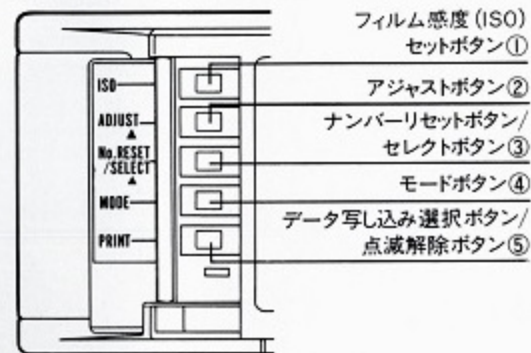 フィルム感度(ISO)
セットボタン①
アジャストボタン②
ナンバーリセットボタン/
セレクトボタン③
モードボタン④
データ写し込み選択ボタン/
点滅解除ボタン⑤
ISO
ADJUST
▲
No.RESET
/SELECT
▲
MODE
PRINT